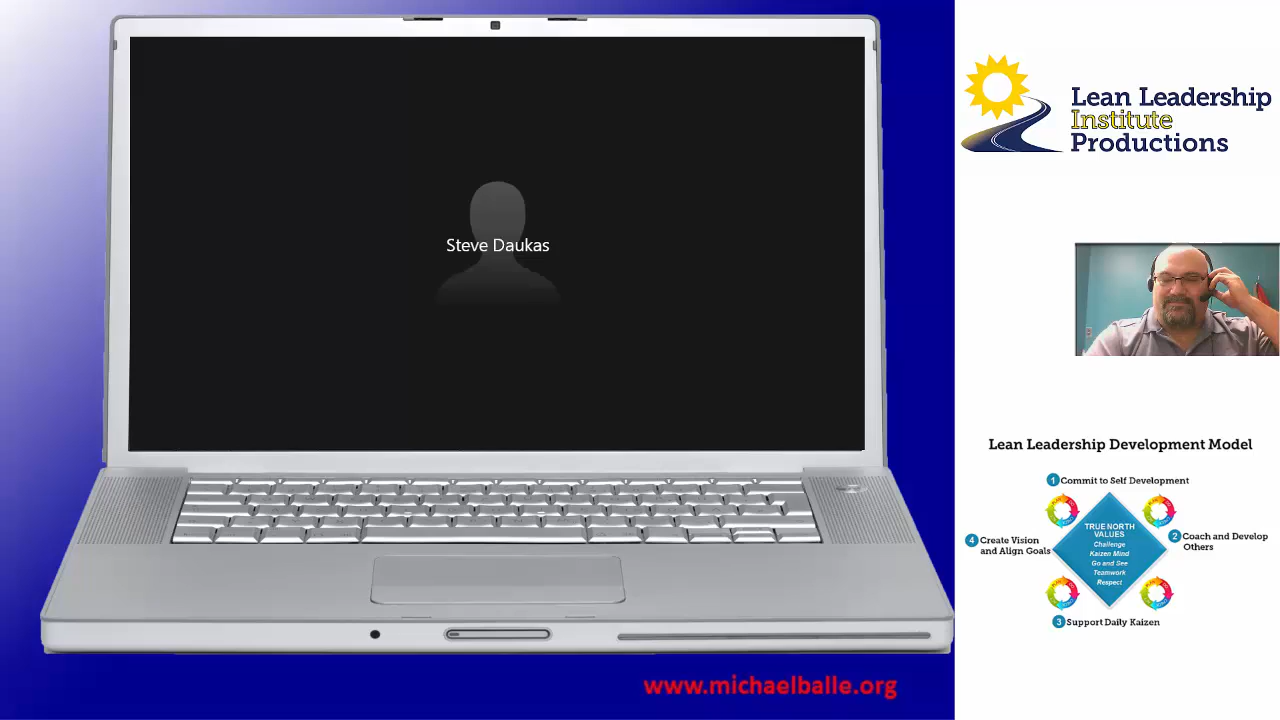 Steve Daukas
www.michaelballe.org
Lean Leadership
Institute
Productions
Lean Leadership Development Model
1 Commit to Self Development
TRUE NORTH
VALUES
Challenge
Kaizen Mind
Go and See
Teamwork
Respect
2 Coach and Develop
Others
3 Support Daily Kaizen
4 Create Vision
and Align Goals